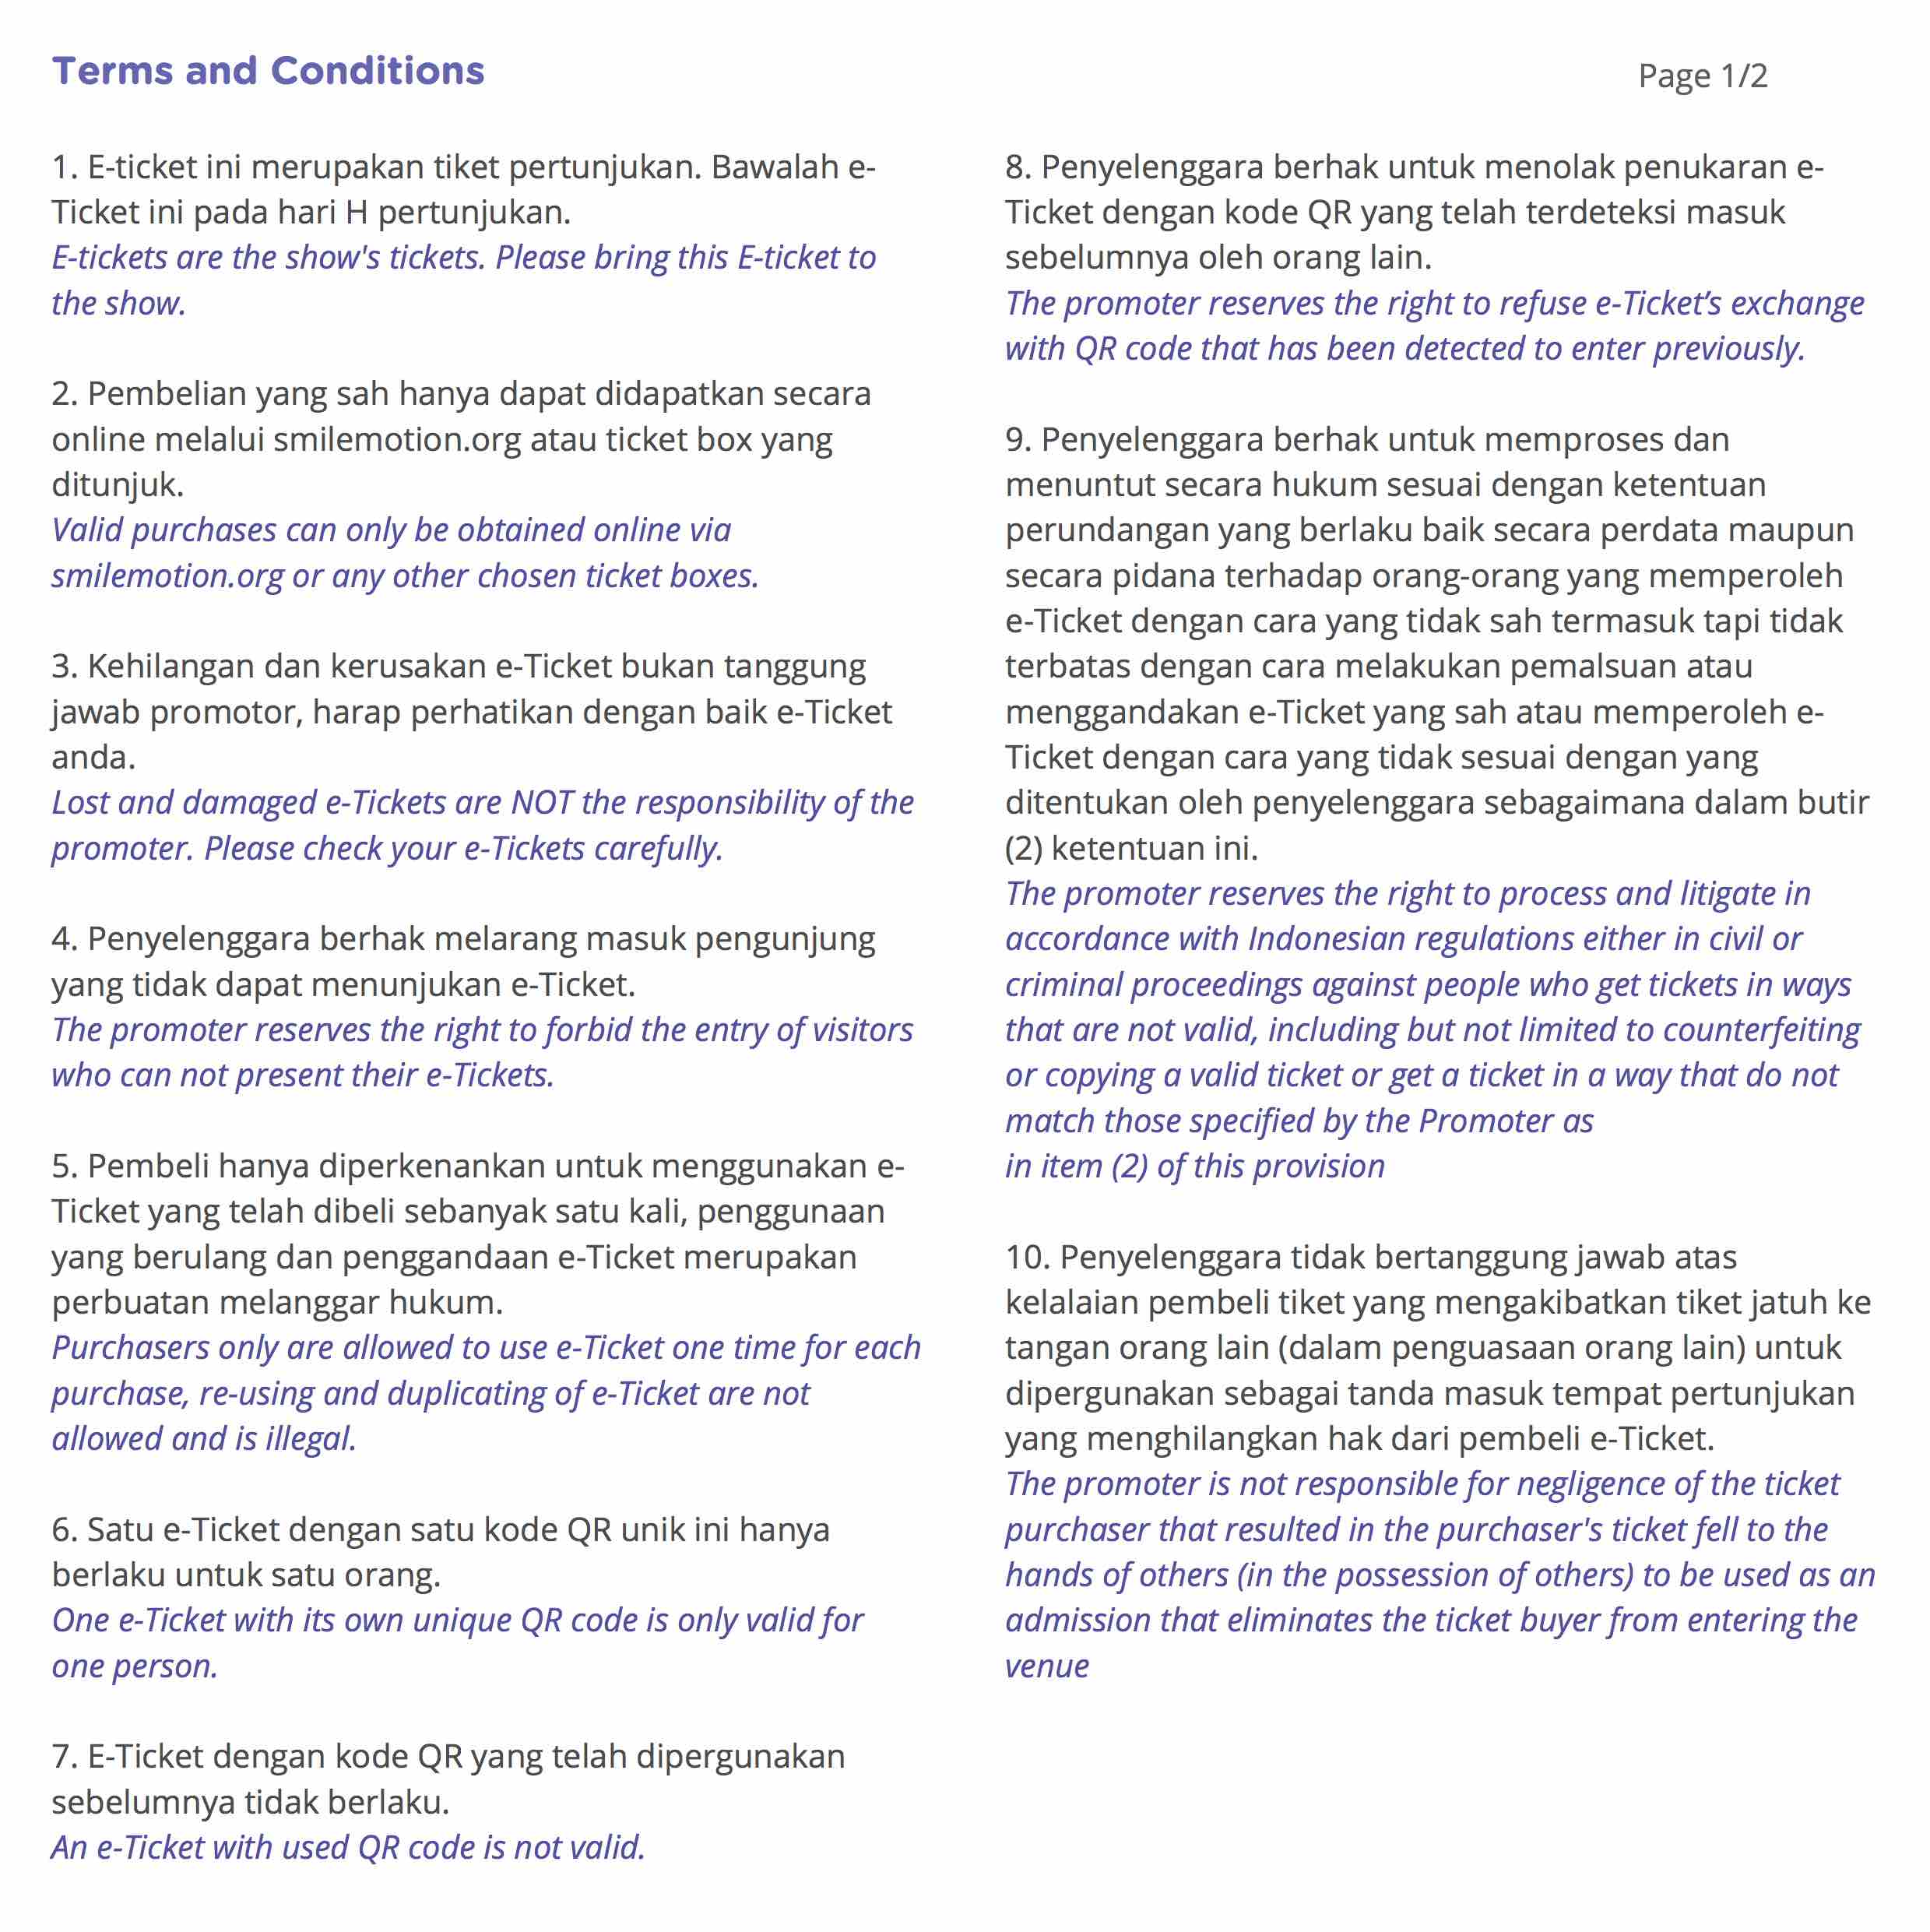 Terms and Conditions
Page 1/2
1. E-ticket ini merupakan tiket pertunjukan. Bawalah e-
Ticket ini pada hari H pertunjukan.
E-tickets are the show's tickets. Please bring this E-ticket to
the show.
2. Pembelian yang sah hanya dapat didapatkan secara
online melalui smilemotion.org atau ticket box yang
ditunjuk.
Valid purchases can only be obtained online via
smilemotion.org or any other chosen ticket boxes.
3. Kehilangan dan kerusakan e-Ticket bukan tanggung
jawab promotor, harap perhatikan dengan baik e-Ticket
anda.
Lost and damaged e-Tickets are NOT the responsibility of the
promoter. Please check your e-Tickets carefully.
4. Penyelenggara berhak melarang masuk pengunjung
yang tidak dapat menunjukan e-Ticket.
The promoter reserves the right to forbid the entry of visitors
who can not present their e-Tickets.
5. Pembeli hanya diperkenankan untuk menggunakan e-
Ticket yang telah dibeli sebanyak satu kali, penggunaan
yang berulang dan penggandaan e-Ticket merupakan
perbuatan melanggar hukum.
Purchasers only are allowed to use e-Ticket one time for each
purchase, re-using and duplicating of e-Ticket are not
allowed and is illegal.
6. Satu e-Ticket dengan satu kode QR unik ini hanya
berlaku untuk satu orang.
One e-Ticket with its own unique QR code is only valid for
one person.
7. E-Ticket dengan kode QR yang telah dipergunakan
sebelumnya tidak berlaku.
An e-Ticket with used QR code is not valid.
8. Penyelenggara berhak untuk menolak penukaran e-
Ticket dengan kode QR yang telah terdeteksi masuk
sebelumnya oleh orang lain.
The promoter reserves the right to refuse e-Ticket’s exchange
with QR code that has been detected to enter previously.
9. Penyelenggara berhak untuk memproses dan
menuntut secara hukum sesuai dengan ketentuan
perundangan yang berlaku baik secara perdata maupun
secara pidana terhadap orang-orang yang memperoleh
e-Ticket dengan cara yang tidak sah termasuk tapi tidak
terbatas dengan cara melakukan pemalsuan atau
menggandakan e-Ticket yang sah atau memperoleh e-
Ticket dengan cara yang tidak sesuai dengan yang
ditentukan oleh penyelenggara sebagaimana dalam butir
(2) ketentuan ini.
The promoter reserves the right to process and litigate in
accordance with Indonesian regulations either in civil or
criminal proceedings against people who get tickets in ways
that are not valid, including but not limited to counterfeiting
or copying a valid ticket or get a ticket in a way that do not
match those specified by the Promoter as
in item (2) of this provision
10. Penyelenggara tidak bertanggung jawab atas
kelalaian pembeli tiket yang mengakibatkan tiket jatuh ke
tangan orang lain (dalam penguasaan orang lain) untuk
dipergunakan sebagai tanda masuk tempat pertunjukan
yang menghilangkan hak dari pembeli e-Ticket.
The promoter is not responsible for negligence of the ticket
purchaser that resulted in the purchaser's ticket fell to the
hands of others (in the possession of others) to be used as an
admission that eliminates the ticket buyer from entering the
venue